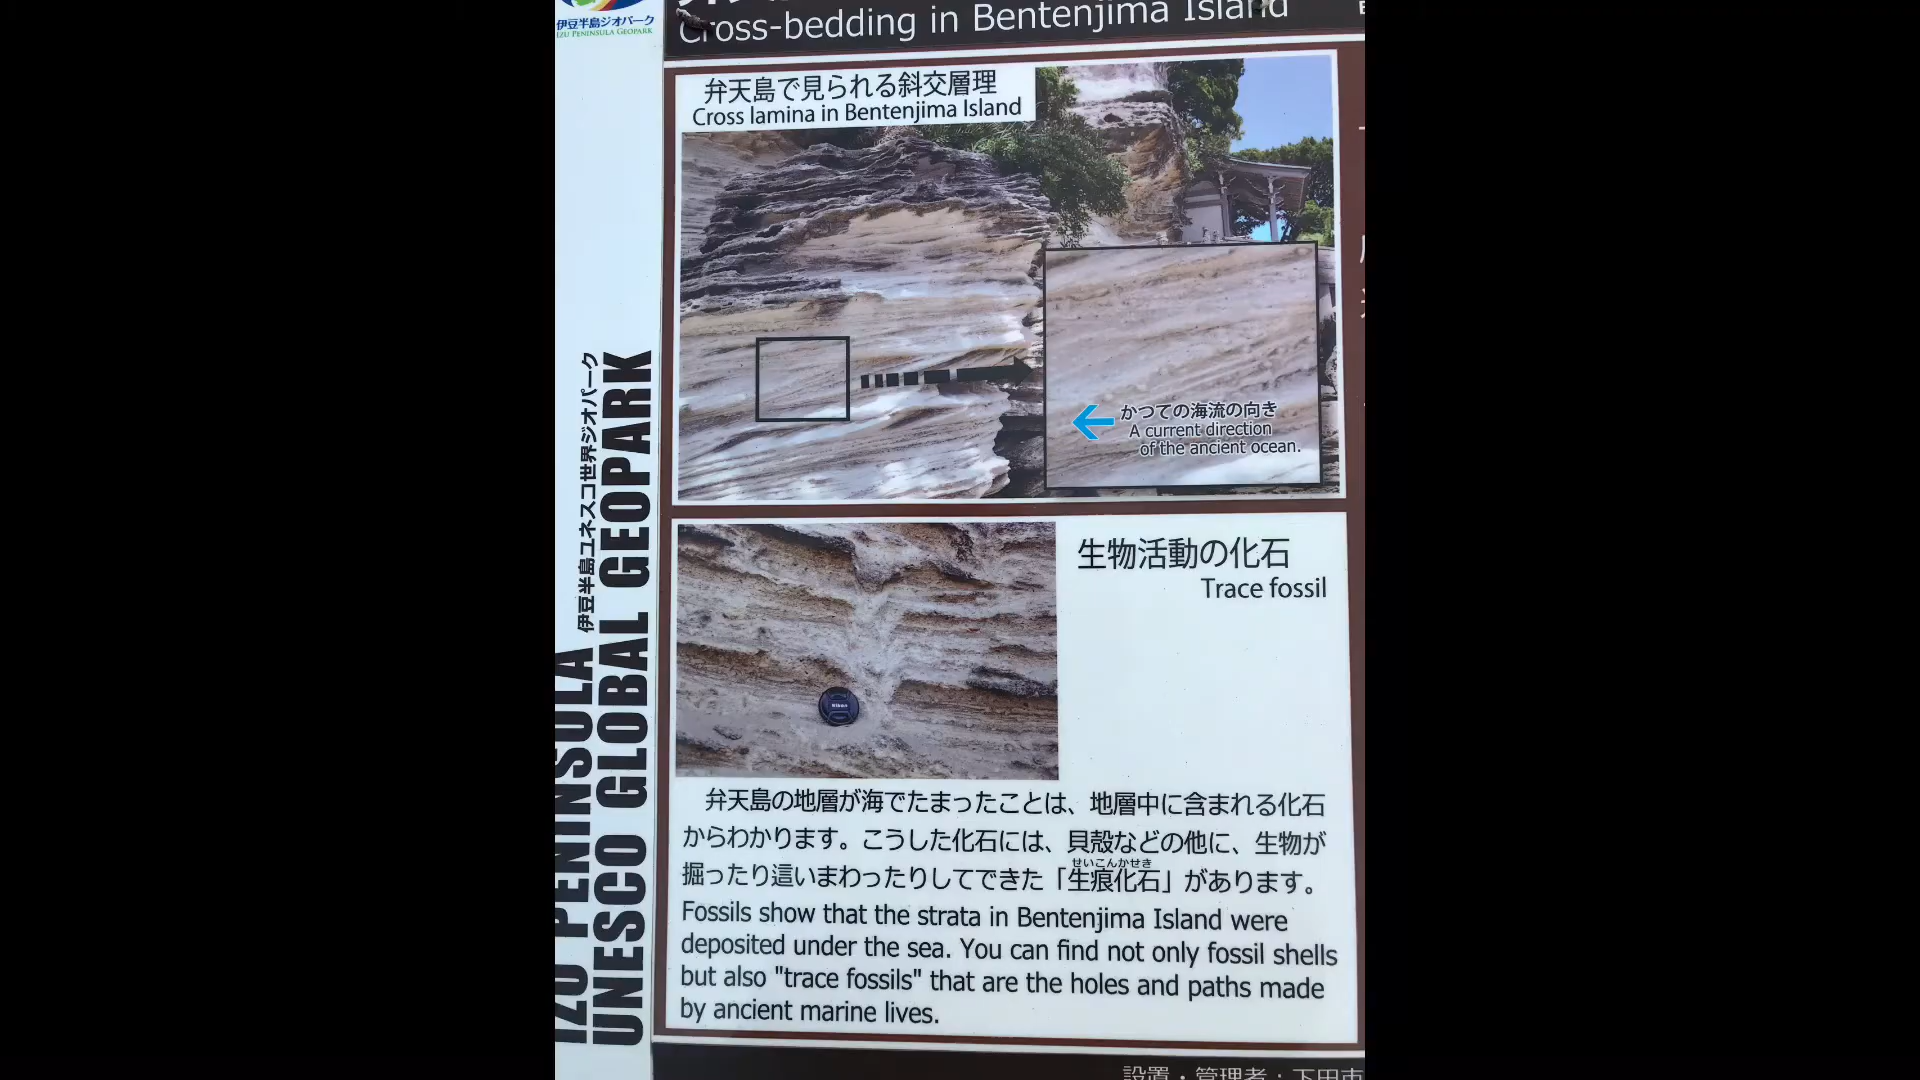 伊豆半島ジオパーク
IZU PENINSULA GEOPARK
Cross-bedding in Bentenjima Island
弁天島で見られる斜交層理
Cross lamina in Bentenjima Island
かつての海流の向き
A current direction
of the ancient ocean.
伊豆半島ユネスコ世界ジオパーク
IZU PENINSULA
UNESCO GLOBAL GEOPARK
生物活動の化石
Trace fossil
Nikon
弁天島の地層が海でたまったことは、地層中に含まれる化石
からわかります。こうした化石には、貝殻などの他に、生物が
せいこんかせき
掘ったり這いまわったりしてできた「生痕化石」があります。
Fossils show that the strata in Bentenjima Island were
deposited under the sea. You can find not only fossil shells
but also "trace fossils" that are the holes and paths made
by ancient marine lives.
設置・管理者:下田市